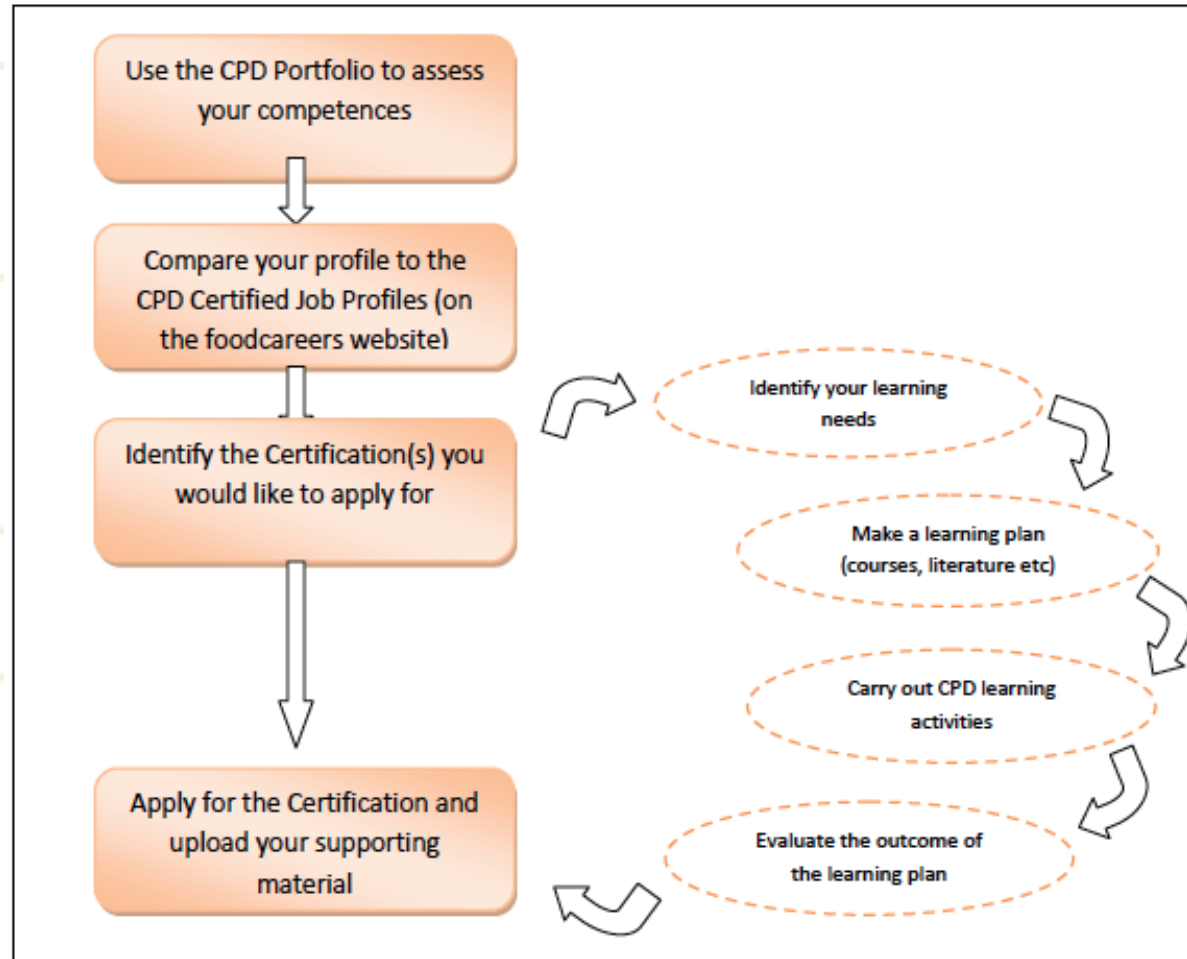 Use the CPD Portfolio to assess
your competences
Compare your profile to the
CPD Certified Job Profiles (on
the foodcareers website)
Identify the Certification(s) you
would like to apply for
Identify your learning
needs
Make a learning plan
(courses, literature etc)
Carry out CPD learning
activities
Evaluate the outcome of
the learning plan
Apply for the Certification and
upload your supporting
material